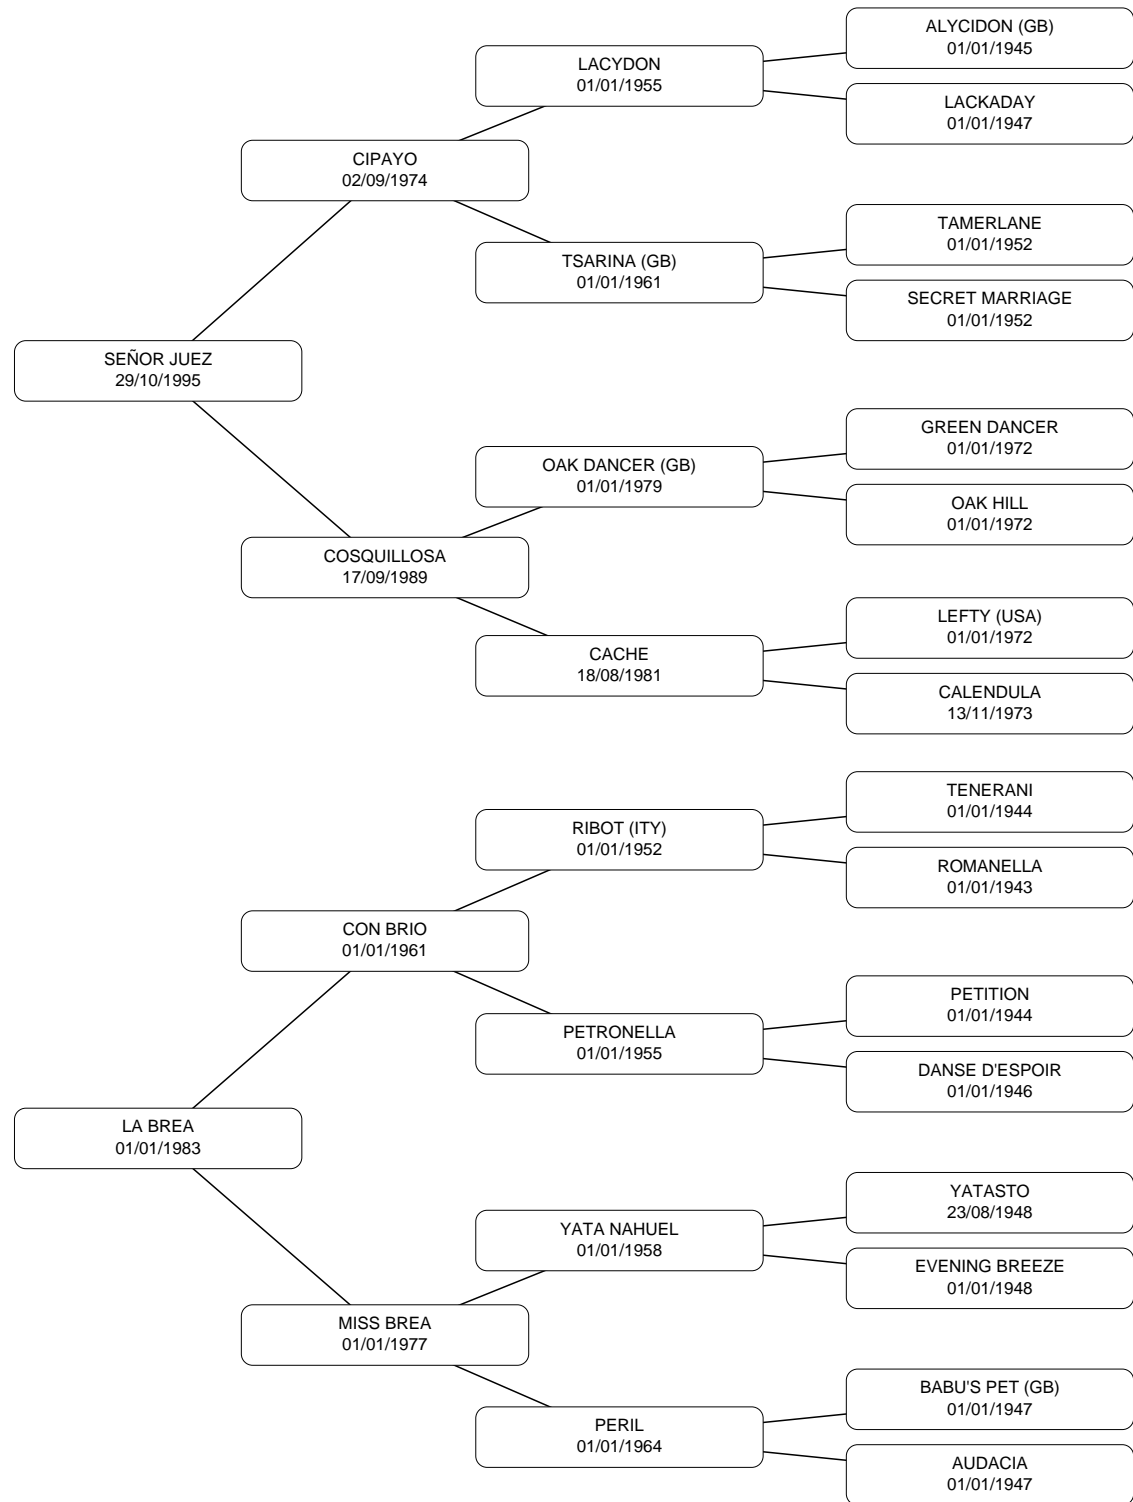 ALYCIDON (GB)
01/01/1945
LACYDON
01/01/1955
LACKADAY
01/01/1947
CIPAYO
02/09/1974
TAMERLANE
01/01/1952
TSARINA (GB)
01/01/1961
SECRET MARRIAGE
01/01/1952
SEÑOR JUEZ
29/10/1995
GREEN DANCER
01/01/1972
OAK DANCER (GB)
01/01/1979
OAK HILL
01/01/1972
COSQUILLOSA
17/09/1989
LEFTY (USA)
01/01/1972
CACHE
18/08/1981
CALENDULA
13/11/1973
TENERANI
01/01/1944
RIBOT (ITY)
01/01/1952
ROMANELLA
01/01/1943
CON BRIO
01/01/1961
PETITION
01/01/1944
PETRONELLA
01/01/1955
DANSE D'ESPOIR
01/01/1946
LA BREA
01/01/1983
YATASTO
23/08/1948
YATA NAHUEL
01/01/1958
EVENING BREEZE
01/01/1948
MISS BREA
01/01/1977
BABU'S PET (GB)
01/01/1947
PERIL
01/01/1964
AUDACIA
01/01/1947